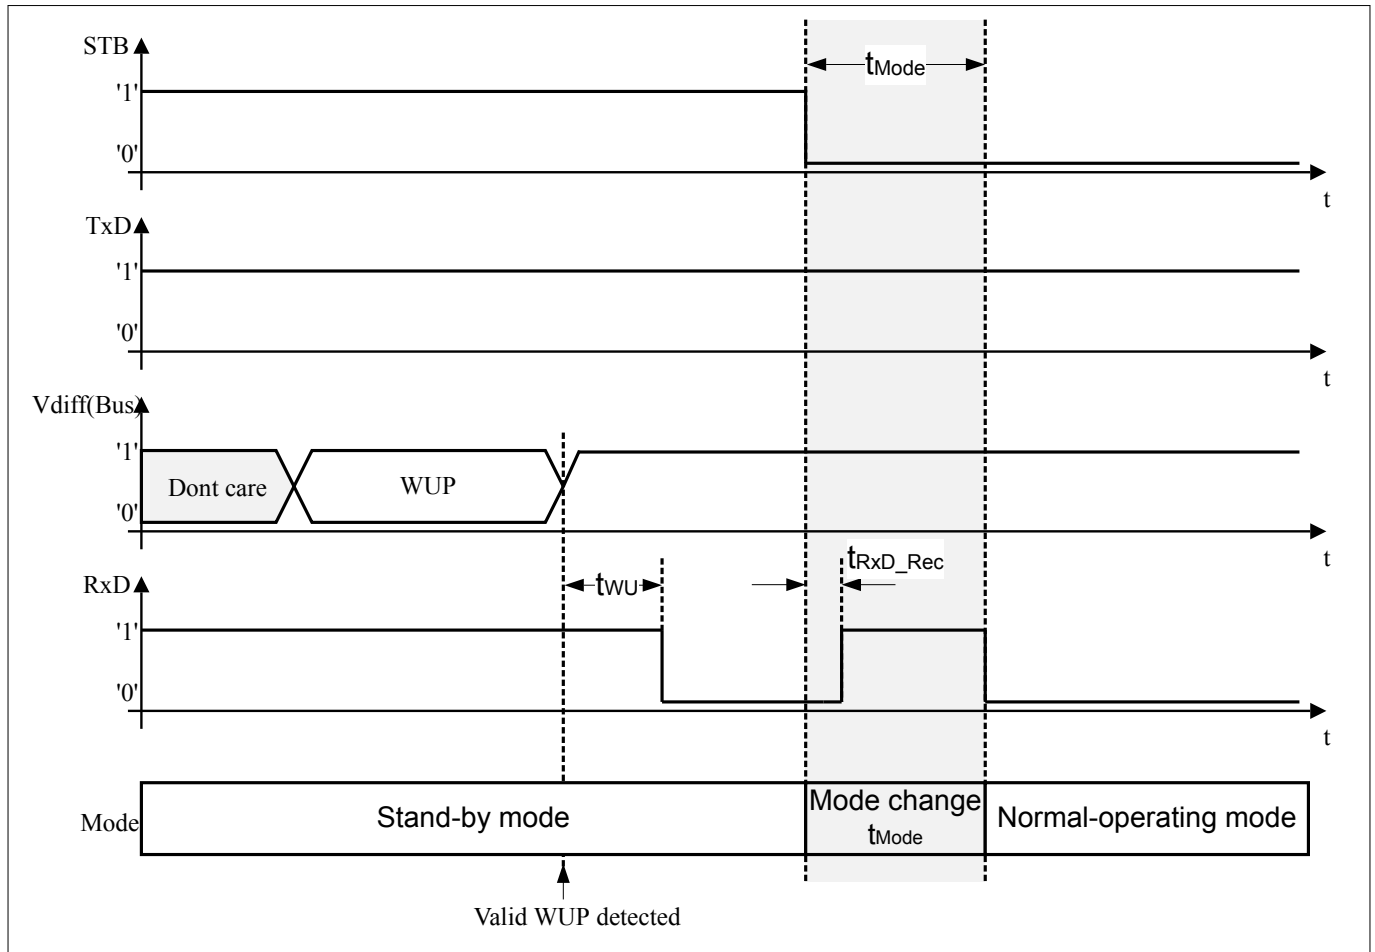 STB
'1'
'0'
tMode
t
TxD
'1'
'0'
t
Vdiff(Bus)
'1'
Dont care
WUP
'0'
t
RxD
tWU
tRxD_Rec
'1'
'0'
t
Mode
Stand-by mode
Mode change
tMode
Normal-operating mode
Valid WUP detected